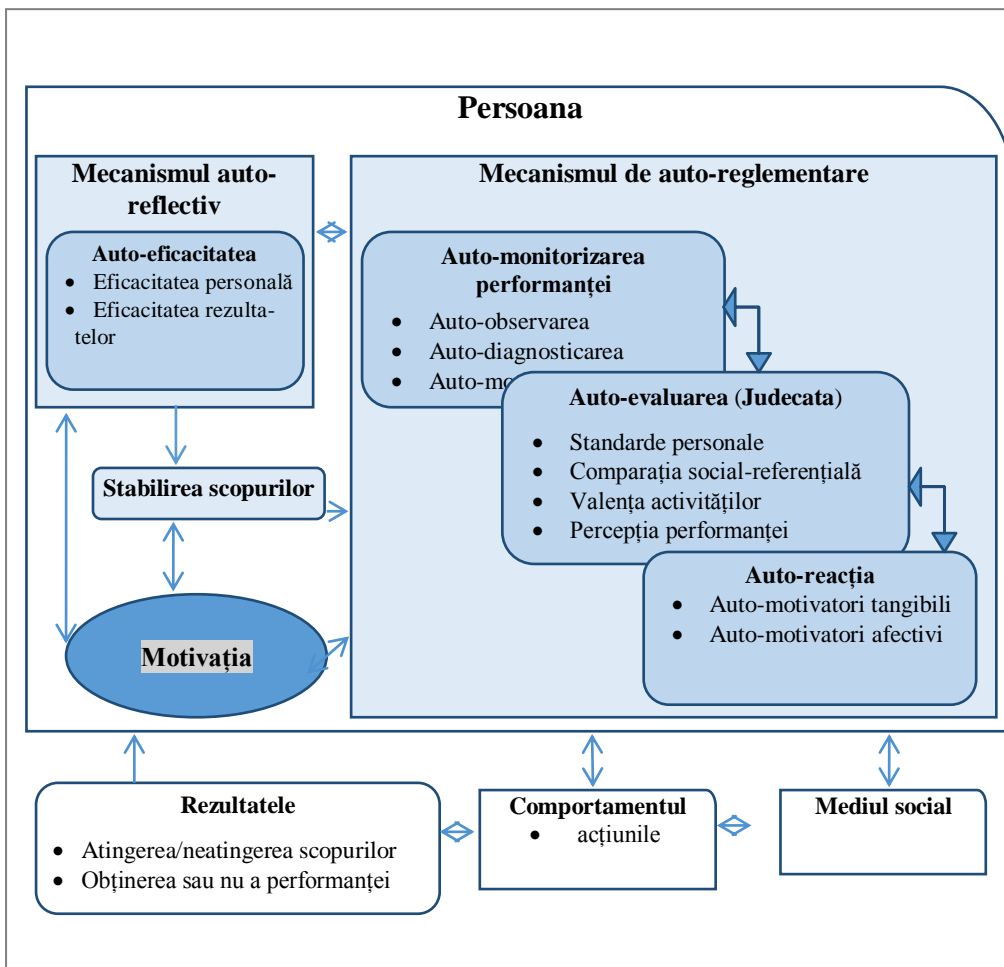 Persoana
Mecanismul auto-
reflectiv
Auto-eficacitatea
• Eficacitatea personală
• Eficacitatea rezulta-
telor
Stabilirea scopurilor
Motivația
Mecanismul de auto-reglementare
Auto-monitorizarea
performanței
• Auto-observarea
• Auto-diagnosticarea
Auto-evaluarea (Judecata)
• Standarde personale
• Comparația social-referențială
• Valența activităților
• Percepția performanței
Auto-reacția
• Auto-motivatori tangibili
• Auto-motivatori afectivi
Rezultatele
• Atingerea/neatingerea scopurilor
• Obținerea sau nu a performanței
Comportamentul
• acțiunile
Mediul social